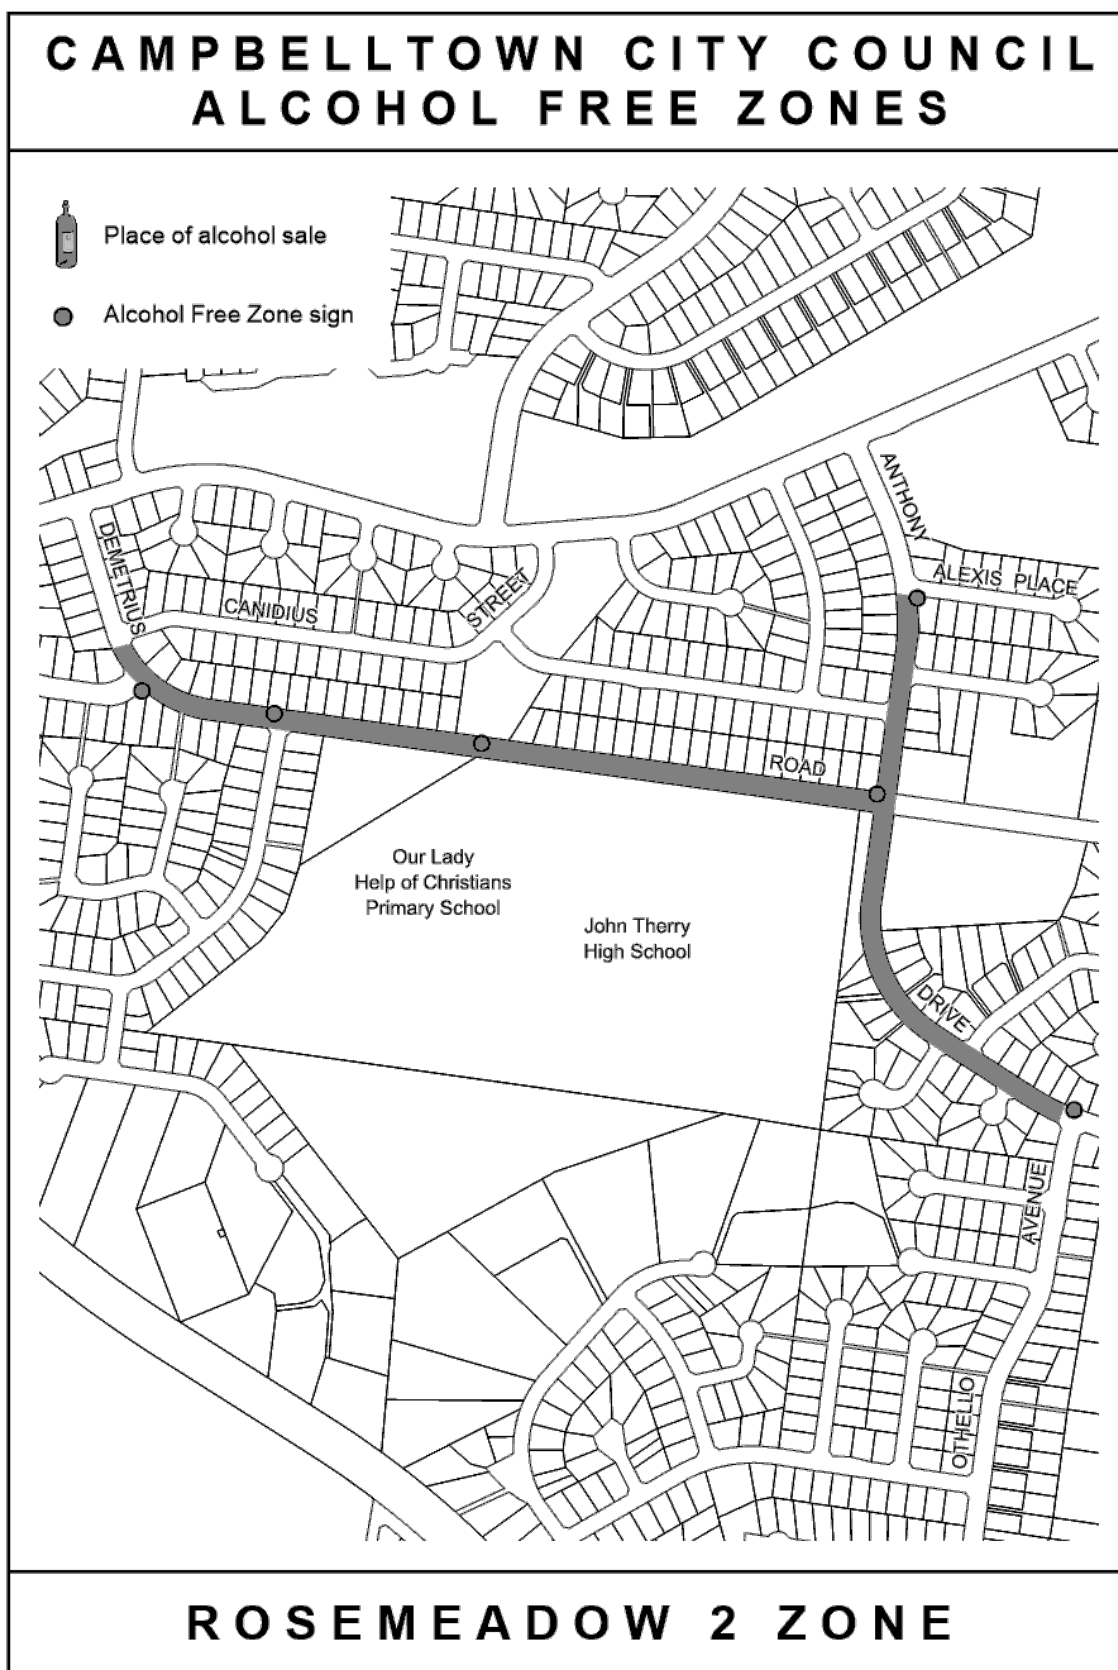 CAMPBELLTOWN CITY COUNCIL
ALCOHOL FREE ZONES
Place of alcohol sale
Alcohol Free Zone sign
ANTHONY
DEMETRIUS
ALEXIS PLACE
CANIDIUS
STREET
ROAD
Our Lady
Help of Christians
Primary School
John Therry
High School
DRIVE
AVENUE
OTHELLO
ROSEMEADOW 2 ZONE